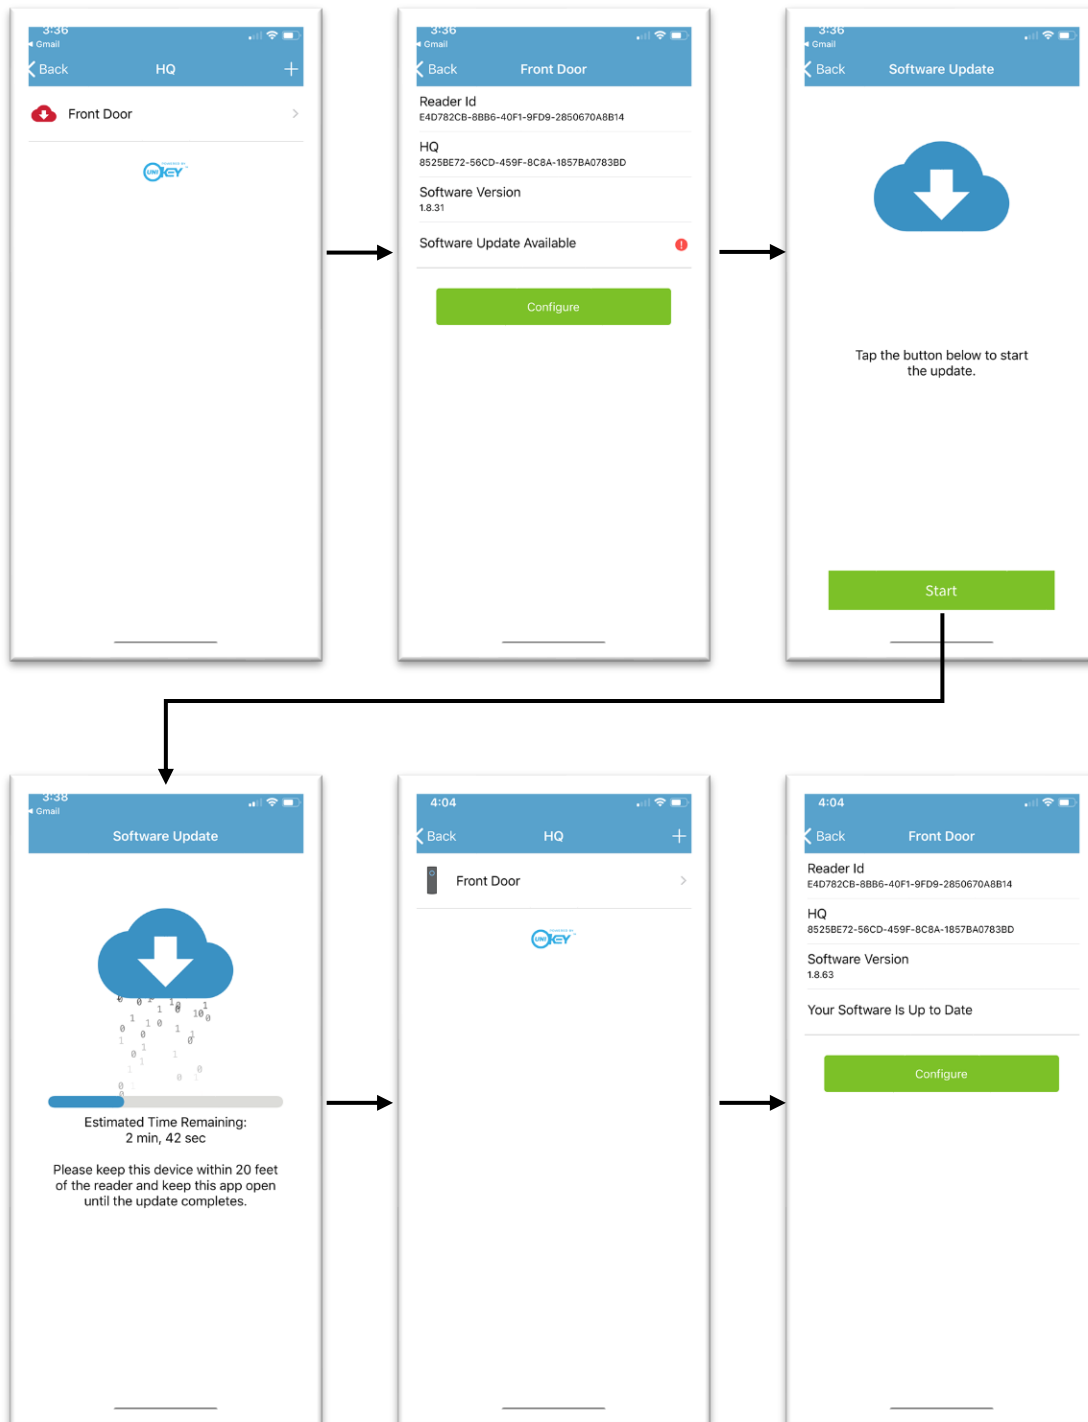 3:36
Gmail
Back
HQ
Front Door
POWERED BY
UNIKEY
3:36
Gmail
Back
Front Door
Reader Id
E4D782CB-8BB6-40F1-9FD9-2850670A8B14
HQ
8525BE72-56CD-459F-8C8A-1857BA0783BD
Software Version
1.8.31
Software Update Available
Configure
3:36
Gmail
Back
Software Update
Tap the button below to start
the update.
Start
3:38
Gmail
Software Update
Estimated Time Remaining:
2 min, 42 sec
Please keep this device within 20 feet
of the reader and keep this app open
until the update completes.
4:04
Back
HQ
Front Door
POWERED BY
UNIKEY
4:04
Back
Front Door
Reader Id
E4D782CB-8BB6-40F1-9FD9-2850670A8B14
HQ
8525BE72-56CD-459F-8C8A-1857BA0783BD
Software Version
1.8.63
Your Software Is Up to Date
Configure